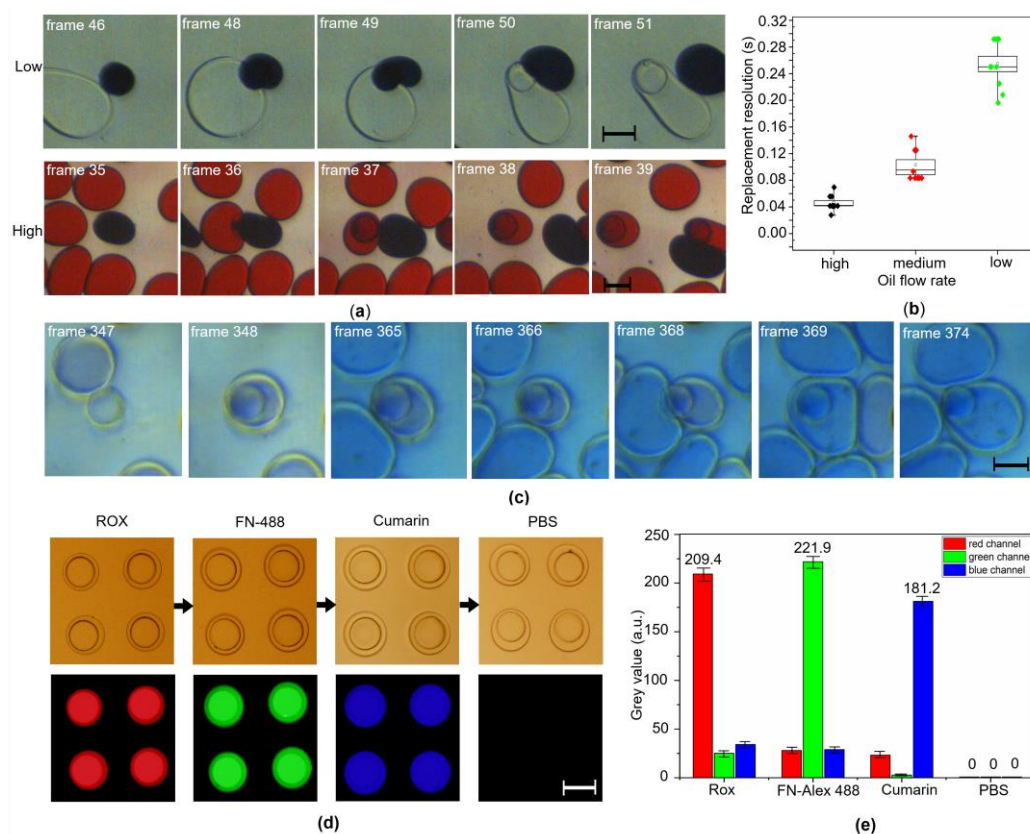 frame 46 frame 48 frame 49 frame 50 frame 51
Low
frame 35 frame 36 frame 37 frame 38 frame 39
High
(a)
Replacement resolution (s)
0.32
0.28
0.24
0.20
0.16
0.12
0.08
0.04
0.00
high medium low
Oil flow rate
(b)
frame 347 frame 348 frame 365 frame 366 frame 368 frame 369 frame 374
(c)
ROX FN-488 Cumarin PBS
(d)
Grey value (a.u.)
250
200
150
100
50
0
209.4
221.9
181.2
0 0 0
red channel
green channel
blue channel
Rox FN-Alex 488 Cumarin PBS
(e)